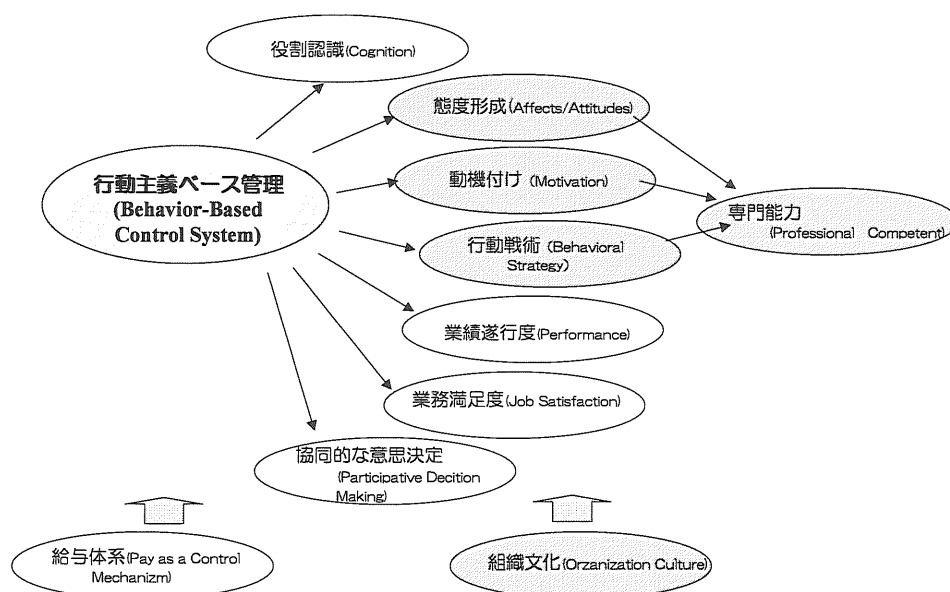 役割認識(Cognition)
態度形成(Affects/Attitudes)
行動主義ベース管理
(Behavior-Based
Control System)
動機付け (Motivation)
専門能力
(Professional Competent)
行動戦術 (Behavioral
Strategy)
業績遂行度(Performance)
業務満足度(Job Satisfaction)
協同的な意思決定
(Participative Decition
Making)
給与体系(Pay as a Control
Mechanizm)
組織文化(Orzanization Culture)